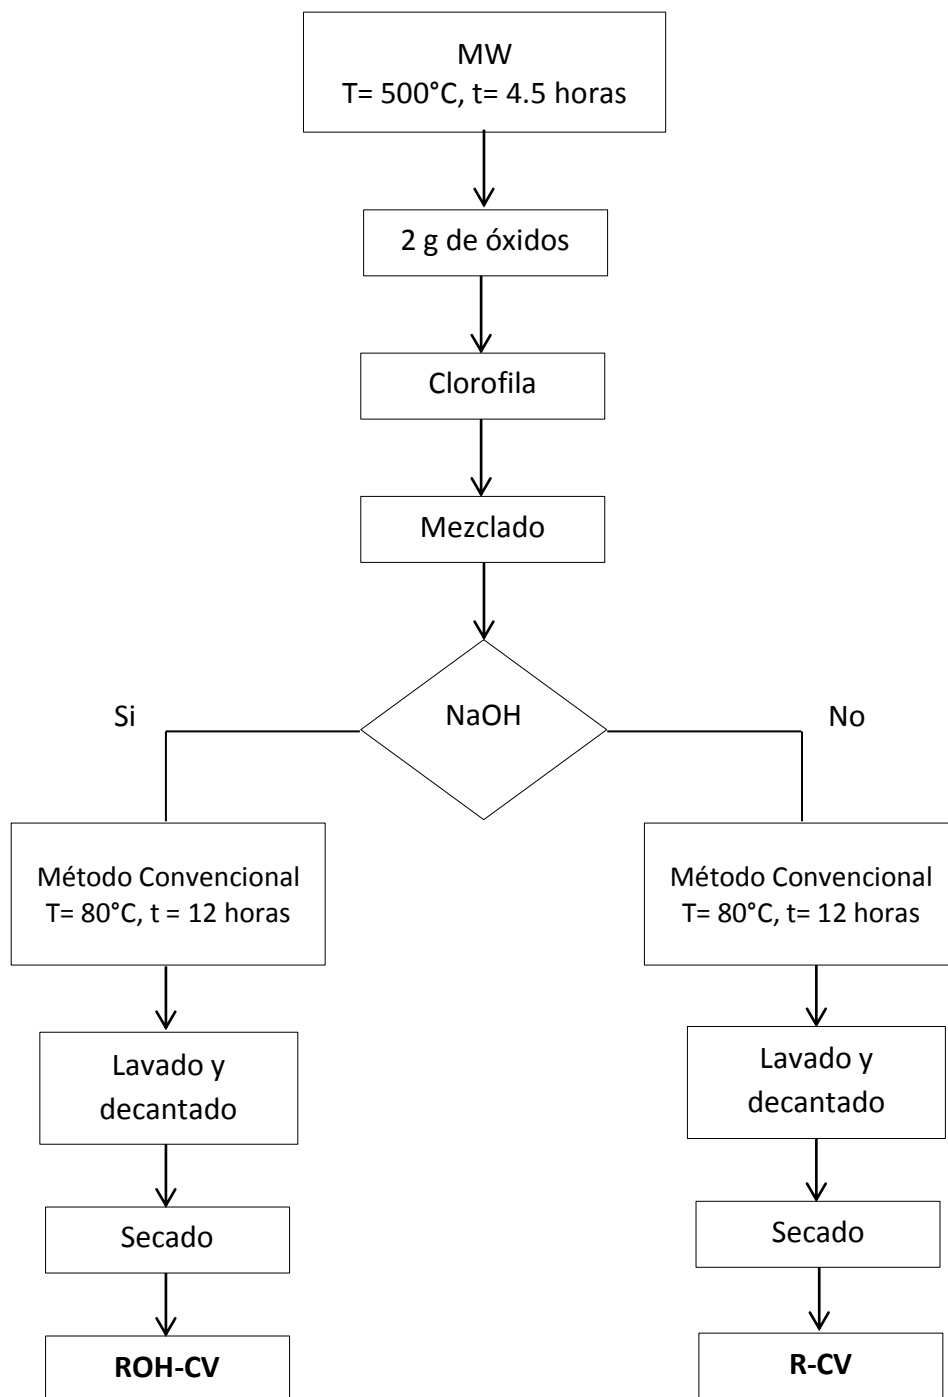 MW
T= 500°C, t= 4.5 horas
2 g de óxidos
Clorofila
Mezclado
NaOH
Si
No
Método Convencional
T= 80°C, t = 12 horas
Método Convencional
T= 80°C, t= 12 horas
Lavado y
decantado
Lavado y
decantado
Secado
Secado
ROH-CV
R-CV